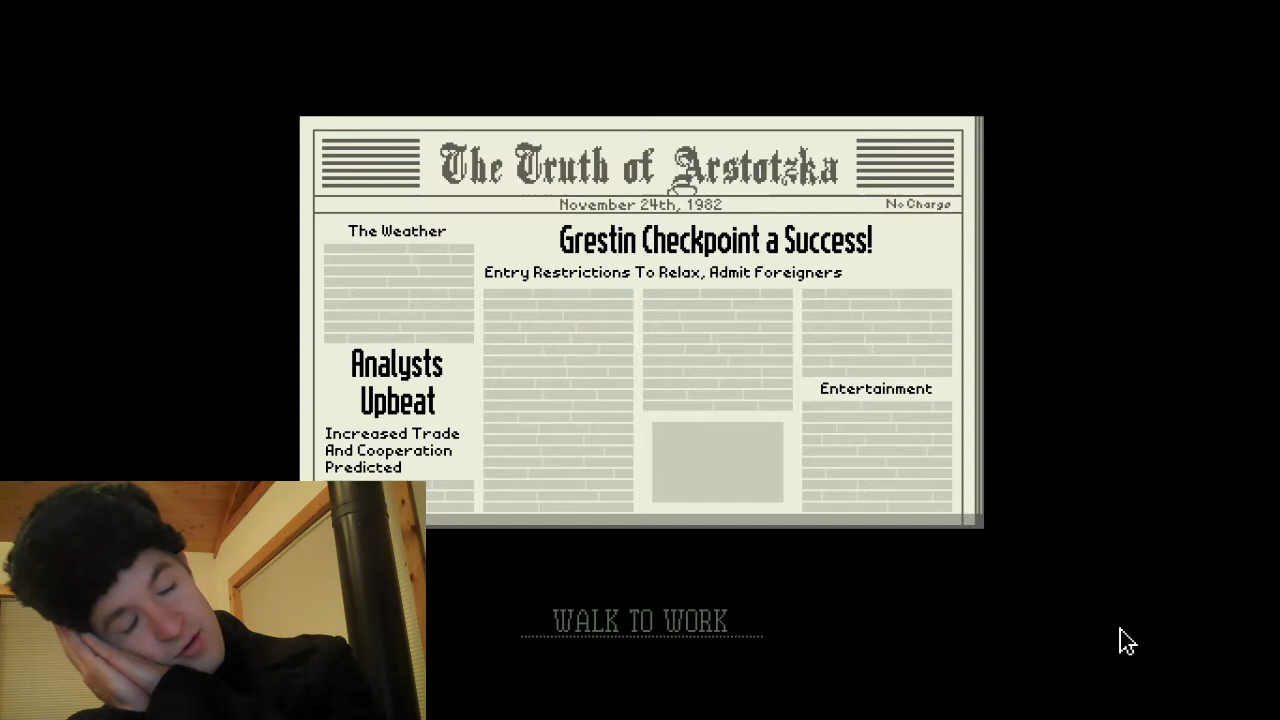 The Truth of Arstotzka
November 24th, 1982
No Charge
The Weather
Grestin Checkpoint a Success!
Entry Restrictions To Relax, Admit Foreigners
Analysts
Upbeat
Increased Trade
And Cooperation
Predicted
Entertainment
WALK TO WORK